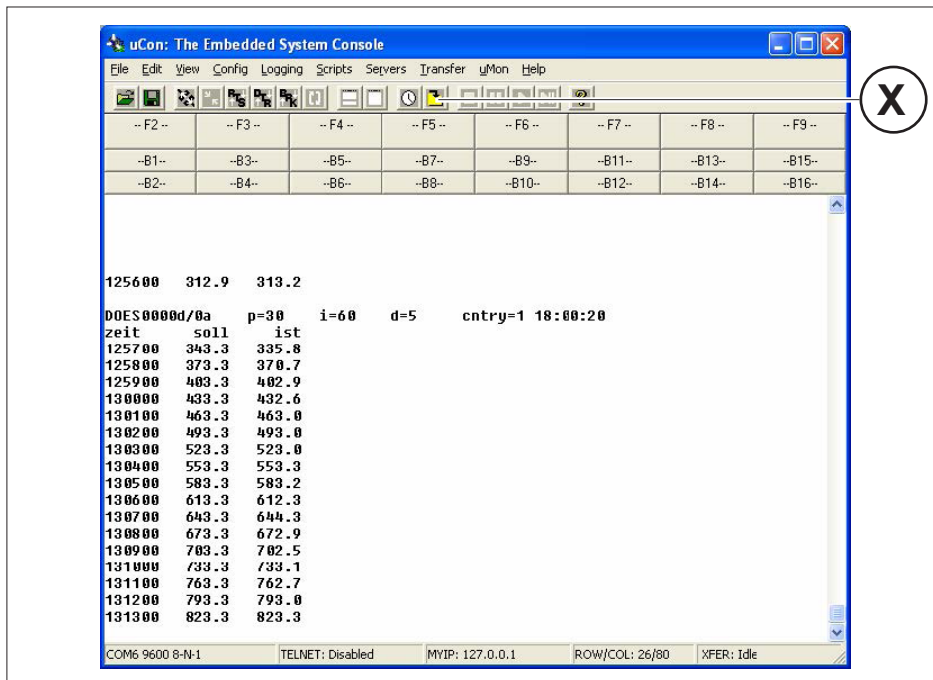 uCon: The Embedded System Console
File Edit View Config Logging Scripts Servers Transfer uMon Help
RTS DTR BRK
X
-- F2 -- -- F3 -- -- F4 -- -- F5 -- -- F6 -- -- F7 -- -- F8 -- -- F9 --
--B1-- --B3-- --B5-- --B7-- --B9-- --B11-- --B13-- --B15--
--B2-- --B4-- --B6-- --B8-- --B10-- --B12-- --B14-- --B16--
125600 312.9 313.2
DOES0000d/0a p=30 i=60 d=5 cntry=1 18:00:20
zeit soll ist
125700 343.3 335.8
125800 373.3 370.7
125900 403.3 402.9
130000 433.3 432.6
130100 463.3 463.0
130200 493.3 493.0
130300 523.3 523.0
130400 553.3 553.3
130500 583.3 583.2
130600 613.3 612.3
130700 643.3 644.3
130800 673.3 672.9
130900 703.3 702.5
131000 733.3 733.1
131100 763.3 762.7
131200 793.3 793.0
131300 823.3 823.3
COM6 9600 8-N-1 TELNET: Disabled MYIP: 127.0.0.1 ROW/COL: 26/80 XFER: Idle